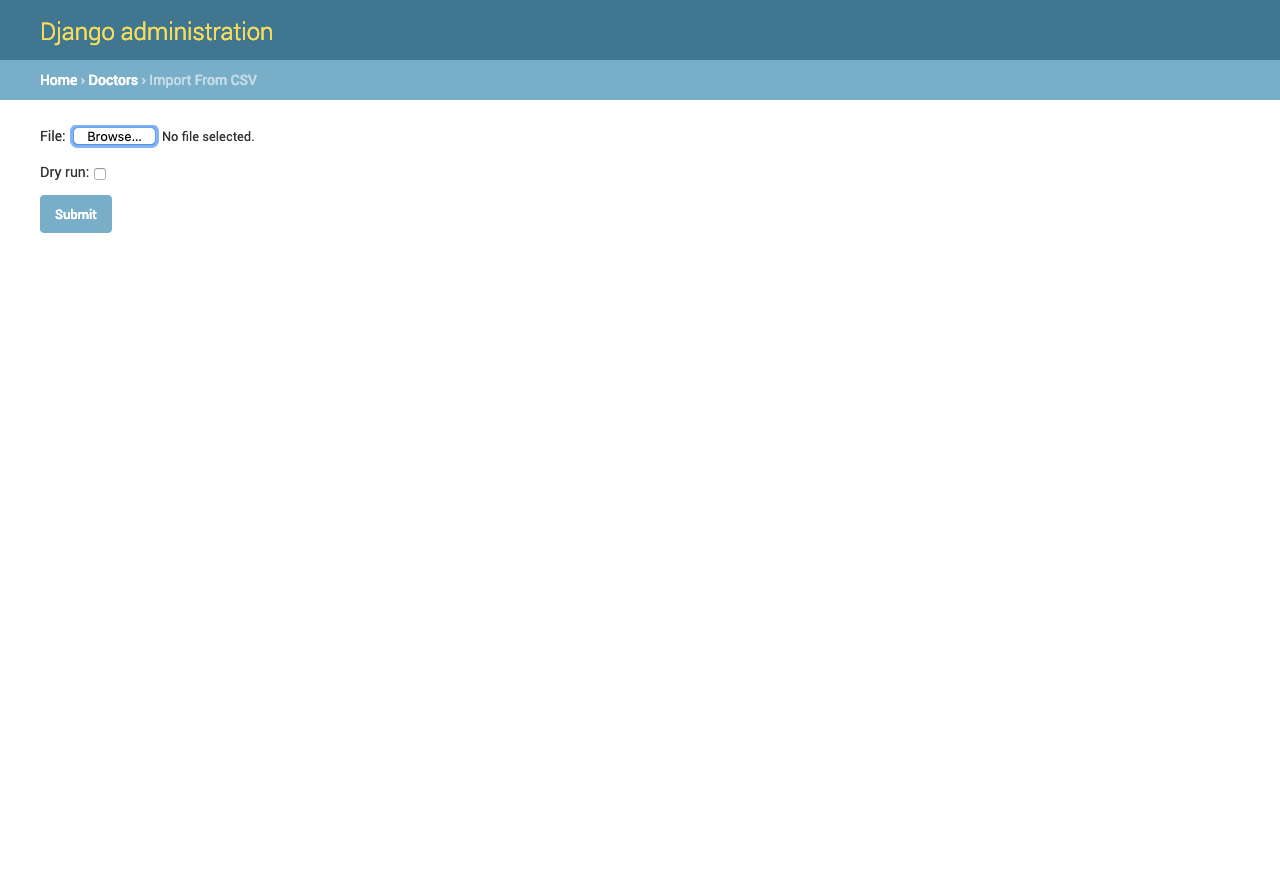 Django administration
Home › Doctors › Import From CSV
File: Browse... No file selected.
Dry run:
Submit